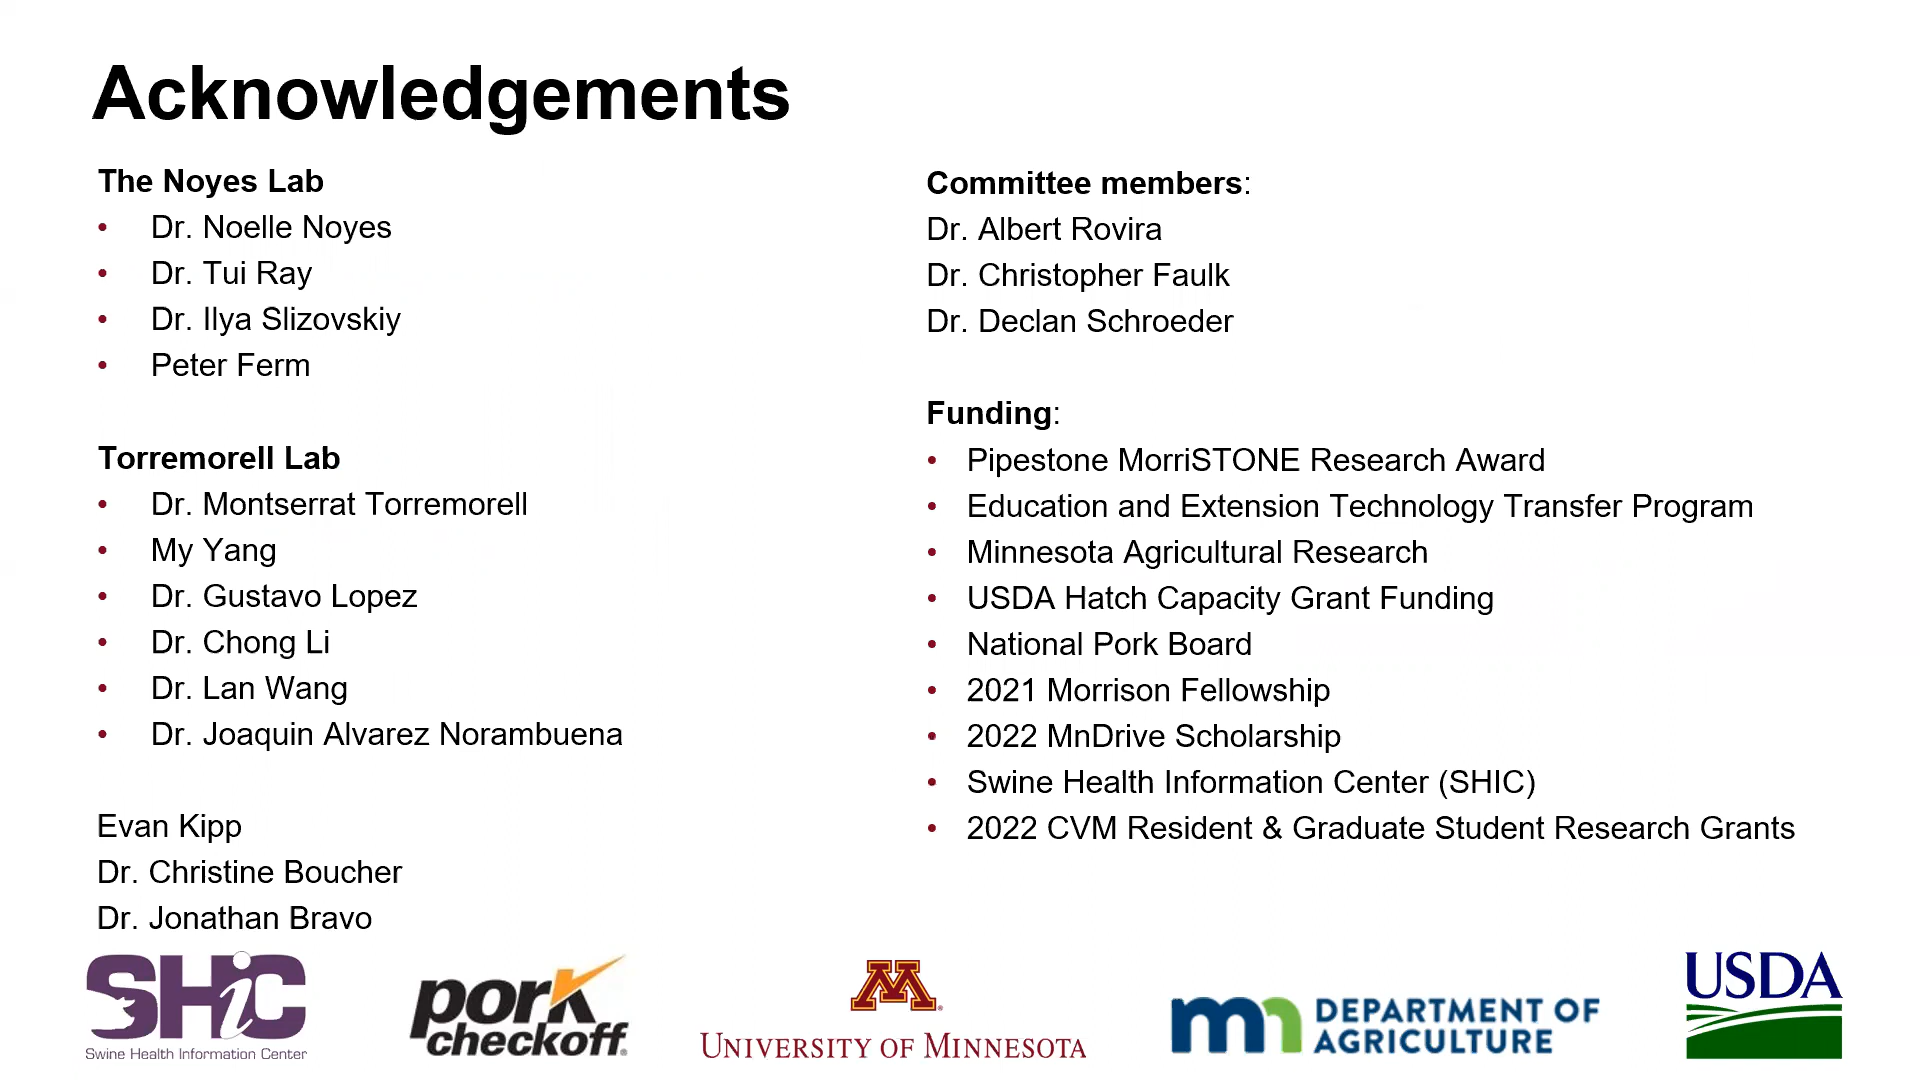 Acknowledgements
The Noyes Lab
• Dr. Noelle Noyes
• Dr. Tui Ray
• Dr. Ilya Slizovskiy
• Peter Ferm
Torremorell Lab
• Dr. Montserrat Torremorell
• My Yang
• Dr. Gustavo Lopez
• Dr. Chong Li
• Dr. Lan Wang
• Dr. Joaquin Alvarez Norambuena
Evan Kipp
Dr. Christine Boucher
Dr. Jonathan Bravo
Committee members:
Dr. Albert Rovira
Dr. Christopher Faulk
Dr. Declan Schroeder
Funding:
• Pipestone MorriSTONE Research Award
• Education and Extension Technology Transfer Program
• Minnesota Agricultural Research
• USDA Hatch Capacity Grant Funding
• National Pork Board
• 2021 Morrison Fellowship
• 2022 MnDrive Scholarship
• Swine Health Information Center (SHIC)
• 2022 CVM Resident & Graduate Student Research Grants
SHiC
Swine Health Information Center
pork
checkoff®
M®
UNIVERSITY OF MINNESOTA
mn DEPARTMENT OF
AGRICULTURE
USDA